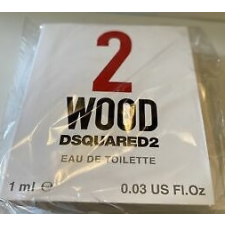 2
WOOD
DSQUARED2
EAU DE TOILETTE
1 ml ℮ 0.03 US Fl.Oz